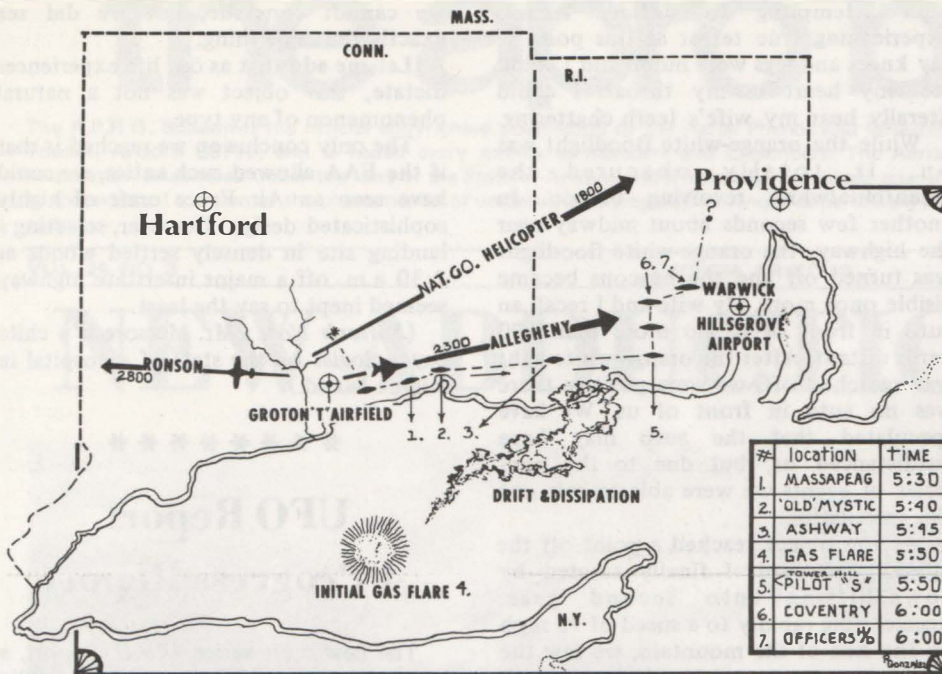 MASS.
CONN.
R.I.
Hartford
Providence
NAT. GO. HELICOPTER 1800
6.
7.
WARWICK
HILLSGROVE
AIRPORT
RONSON
2800
2300 ALLEGHENY
GROTON "T" AIRFIELD
1. 2. 3. 5.
DRIFT & DISSIPATION
?
INITIAL GAS FLARE 4.
N.Y.
# location TIME
1. MASSAPEAG 5:30
2. OLD MYSTIC 5:40
3. ASHWAY 5:45
4. GAS FLARE 5:50
TOWER HILL
5. <PILOT "S" 5:50
6. COVENTRY 6:00
7. OFFICERS 6:00
R Gonzalez